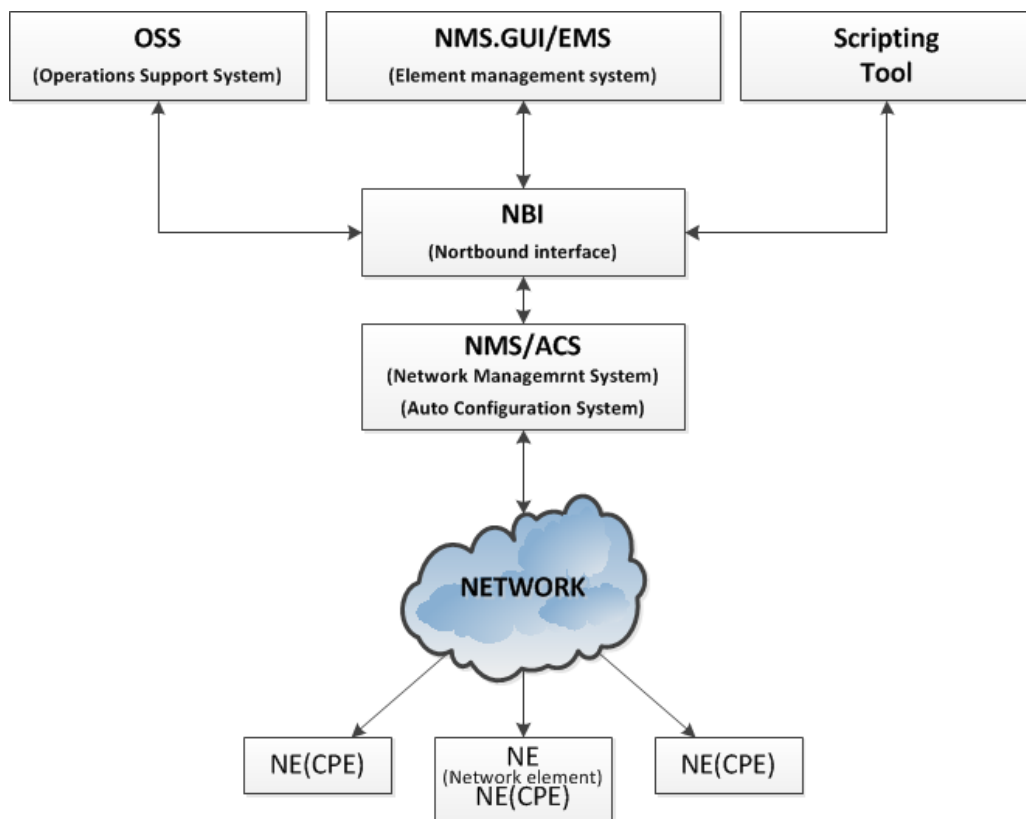 OSS
(Operations Support System)
NMS.GUI/EMS
(Element management system)
Scripting
Tool
NBI
(Nortbound interface)
NMS/ACS
(Network Managemrnt System)
(Auto Configuration System)
NETWORK
NE(CPE)
NE
(Network element)
NE(CPE)
NE(CPE)